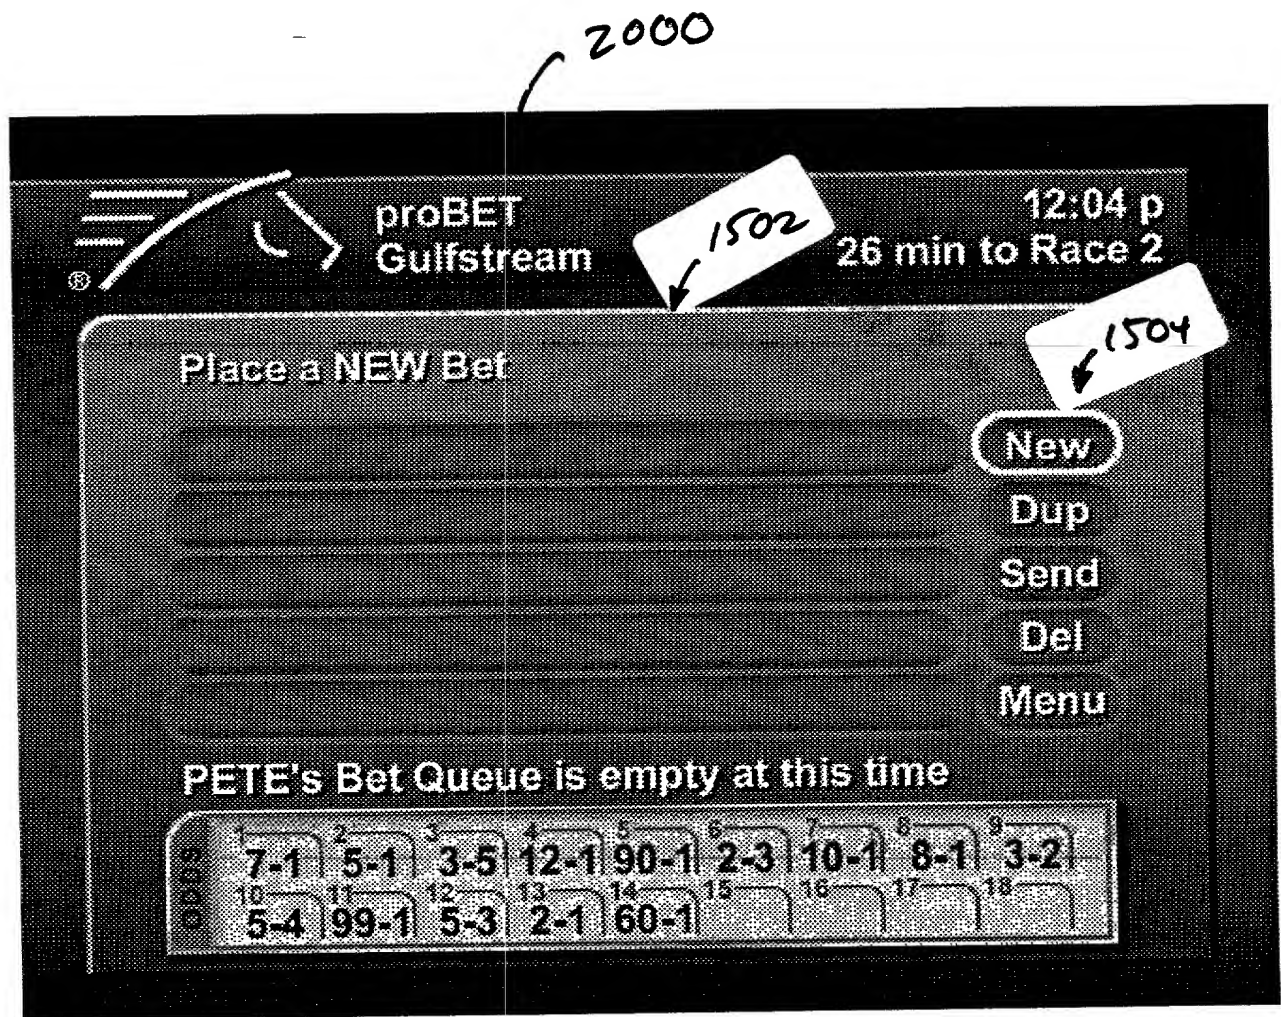 2000
proBET
Gulfstream
®
1502
12:04 p
26 min to Race 2
1504
Place a NEW Bet
New
Dup
Send
Del
Menu
PETE's Bet Queue is empty at this time
ODDS
1 7-1 2 5-1 3 3-5 4 12-1 5 90-1 6 2-3 7 10-1 8 8-1 9 3-2
10 5-4 11 99-1 12 5-3 13 2-1 14 60-1 15 16 17 18